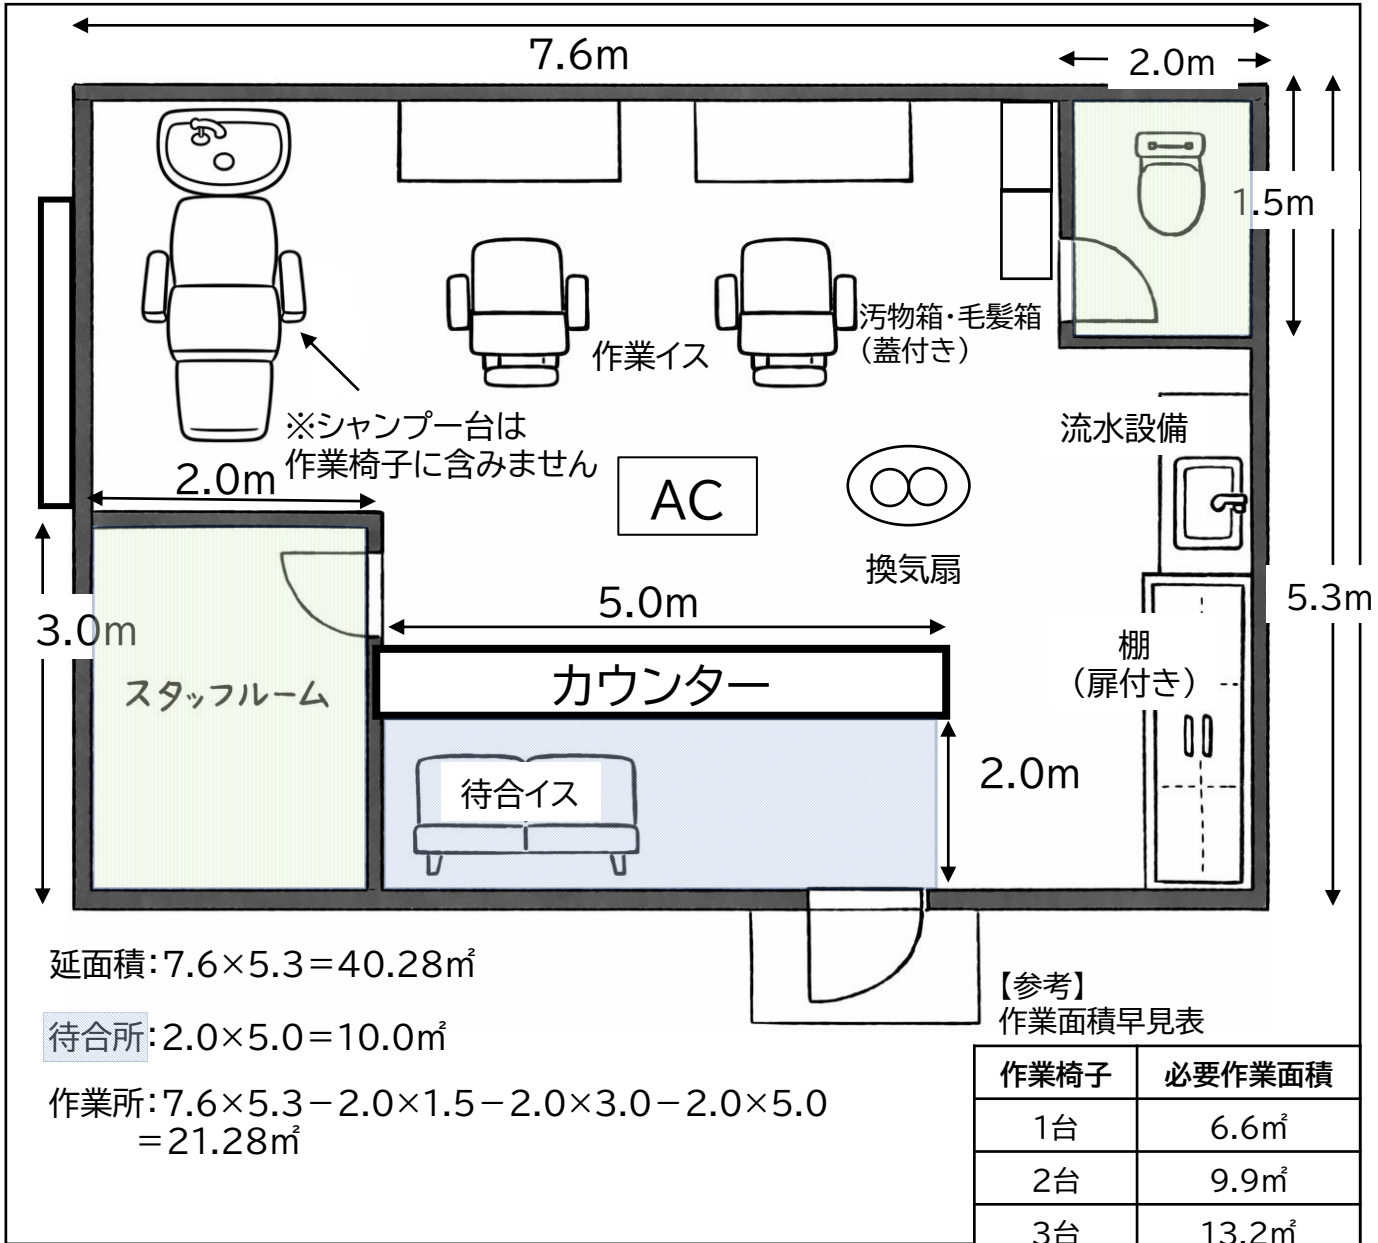 7.6m
2.0m
1.5m
汚物箱・毛髪箱
（蓋付き）
作業イス
※シャンプー台は
作業椅子に含みません
流水設備
2.0m
AC
換気扇
5.0m
5.3m
3.0m
スタッフルーム
カウンター
棚
（扉付き）
待合イス
2.0m
延面積：7.6×5.3＝40.28㎡
待合所：2.0×5.0＝10.0㎡
作業所：7.6×5.3－2.0×1.5－2.0×3.0－2.0×5.0
＝21.28㎡
【参考】
作業面積早見表
作業椅子 必要作業面積
1台 6.6㎡
2台 9.9㎡
3台 13.2㎡